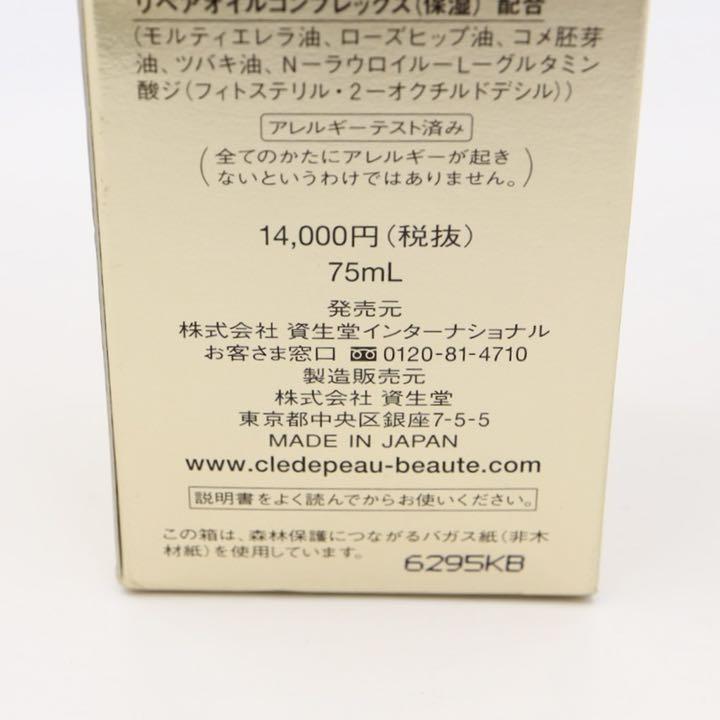 リペアオイルコンプレックス(保湿) 配合
(モルティエレラ油、ローズヒップ油、コメ胚芽
油、ツバキ油、Nーラウロイルーしーグルタミン
酸ジ(フィトステリル・2ーオクチルドデシル))
アレルギーテスト済み
(全てのかたにアレルギーが起き
ないというわけではありません。)
14,000円(税抜)
75mL
発売元
株式会社 資生堂インターナショナル
お客さま窓口 0120-81-4710
製造販売元
株式会社 資生堂
東京都中央区銀座7-5-5
MADE IN JAPAN
www.cledepeau-beaute.com
説明書をよく読んでからお使いください。
この箱は、森林保護につながるバガス紙(非木
材紙)を使用しています。
6295KB